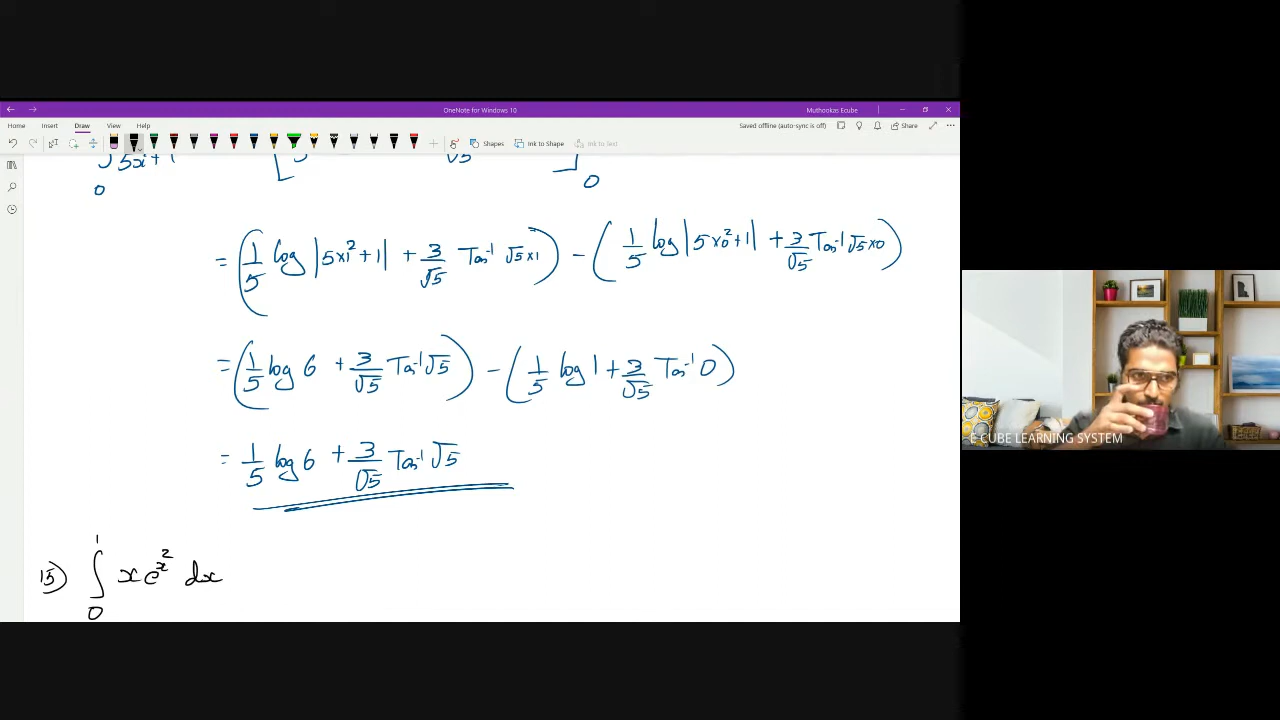 OneNote for Windows 10
Muthookas Ecube
Home Insert Draw View Help
Saved offline (auto-sync is off) Share
Shapes Ink to Shape Ink to Text
0 0
= (1/5 log |5×1²+1| + 3/√5 Tan⁻¹ √5×1) - (1/5 log |5×0²+1| + 3/√5 Tan⁻¹ √5×0)
= (1/5 log 6 + 3/√5 Tan⁻¹ √5) - (1/5 log 1 + 3/√5 Tan⁻¹ 0)
= 1/5 log 6 + 3/√5 Tan⁻¹ √5
15) ∫₀¹ x e^x² dx
E CUBE LEARNING SYSTEM